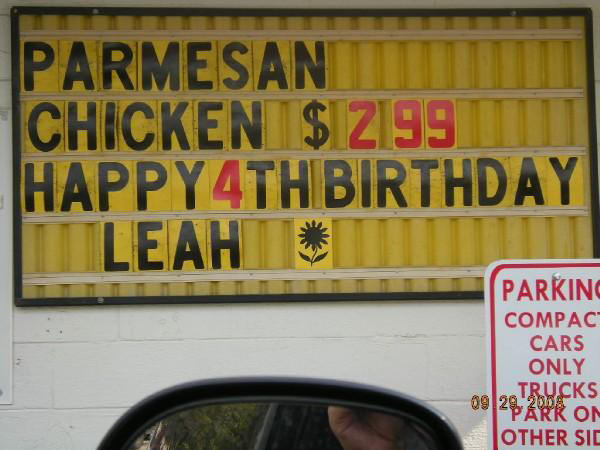 PARMESAN
CHICKEN $2.99
HAPPY 4TH BIRTHDAY
LEAH
PARKING
COMPACT
CARS
ONLY
TRUCKS
PARK ON
OTHER SID
09.29.2008